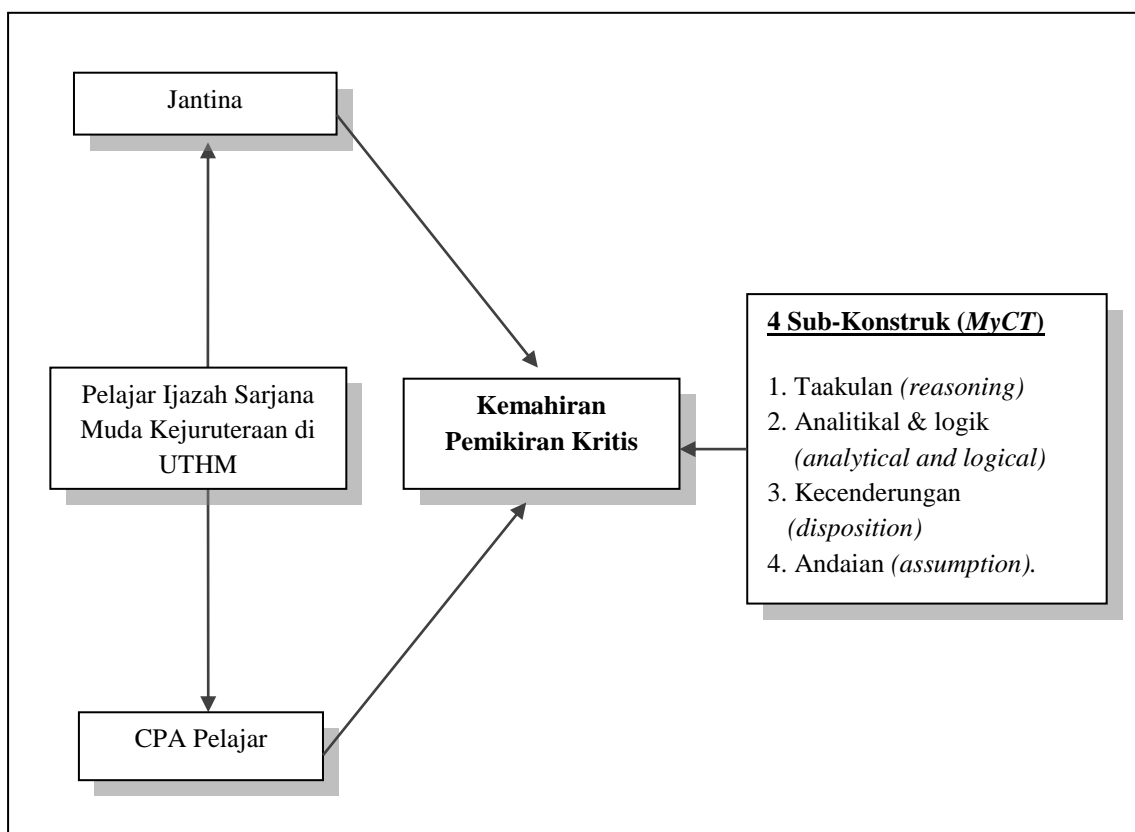 Jantina
Pelajar Ijazah Sarjana
Muda Kejuruteraan di
UTHM
CPA Pelajar
Kemahiran
Pemikiran Kritis
4 Sub-Konstruk (MyCT)
1. Taakulan (reasoning)
2. Analitikal & logik
(analytical and logical)
3. Kecenderungan
(disposition)
4. Andaian (assumption).